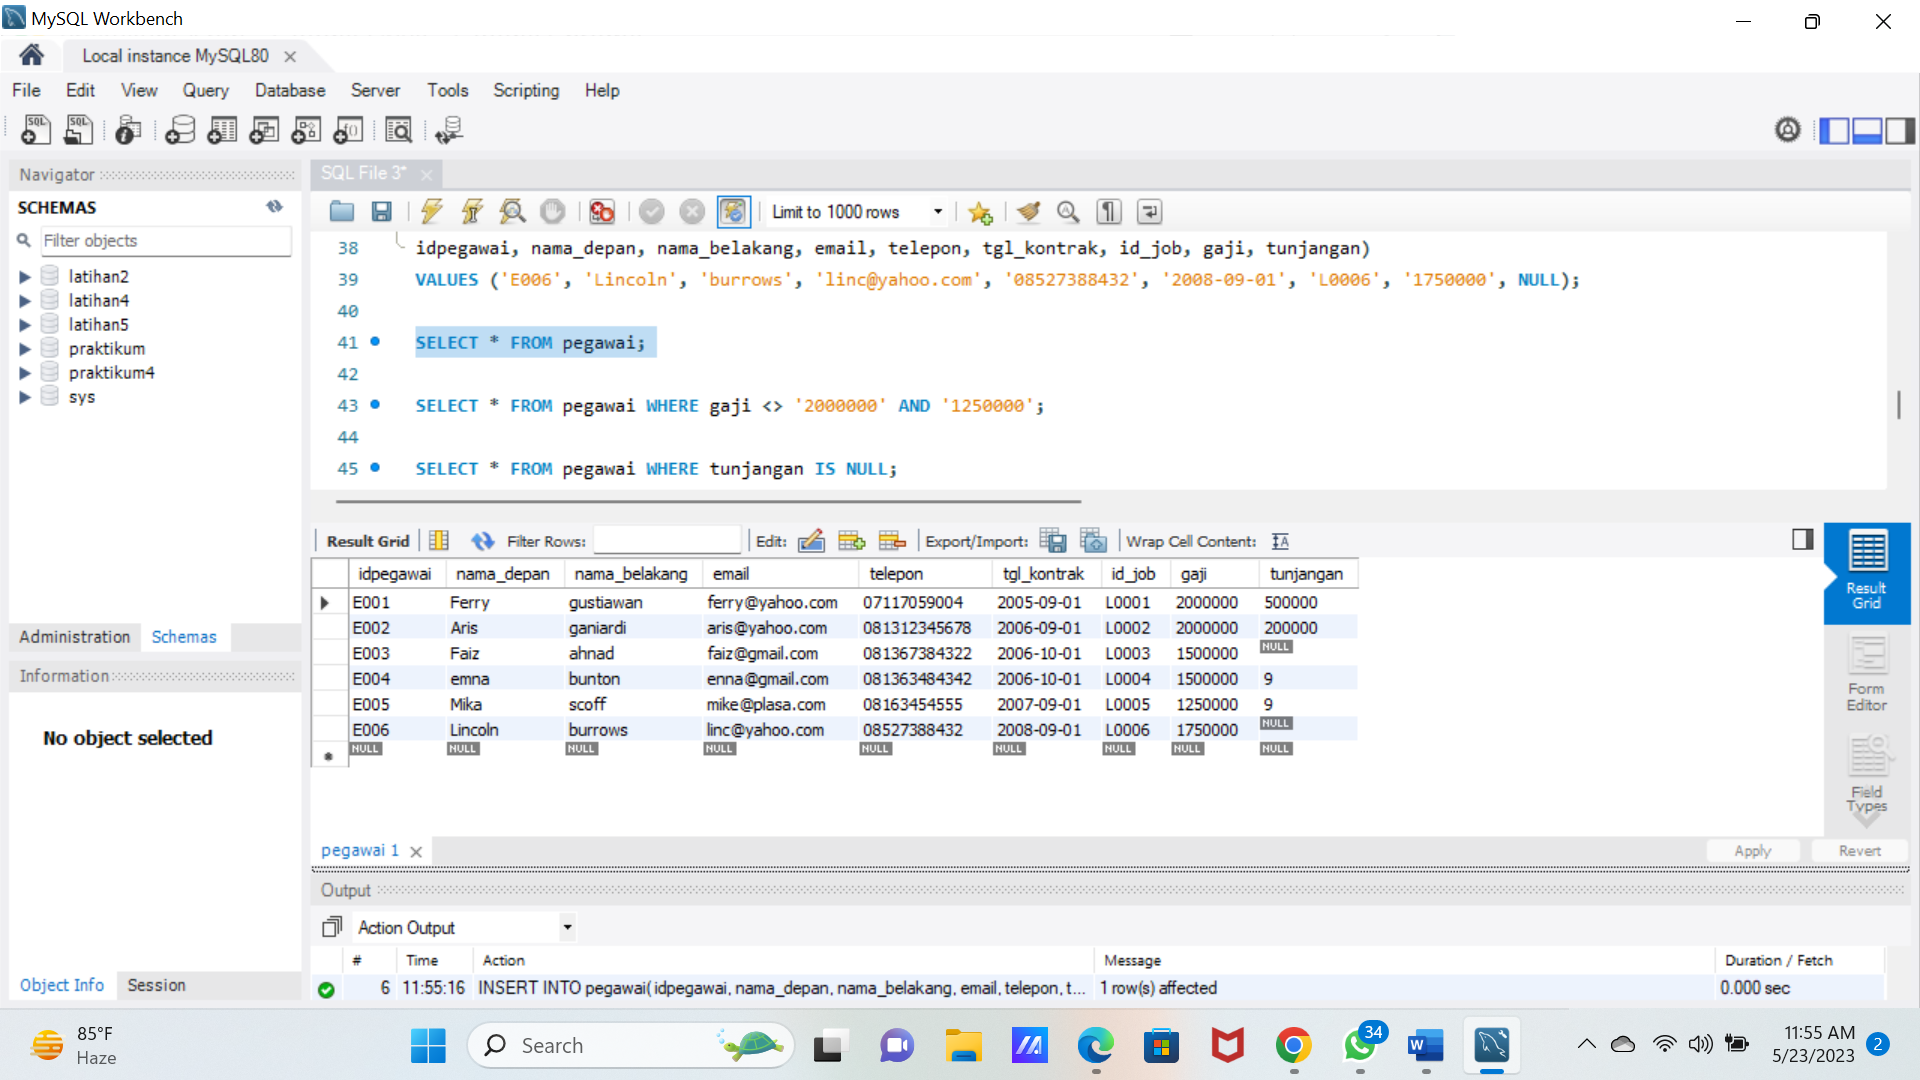 MySQL Workbench
Local instance MySQL80
File Edit View Query Database Server Tools Scripting Help
Navigator
SQL File 3*
SCHEMAS
Limit to 1000 rows
Filter objects
latihan2
latihan4
latihan5
praktikum
praktikum4
sys
38 idpegawai, nama_depan, nama_belakang, email, telepon, tgl_kontrak, id_job, gaji, tunjangan)
39 VALUES ('E006', 'Lincoln', 'burrows', 'linc@yahoo.com', '08527388432', '2008-09-01', 'L0006', '1750000', NULL);
40
41 SELECT * FROM pegawai;
42
43 SELECT * FROM pegawai WHERE gaji <> '2000000' AND '1250000';
44
45 SELECT * FROM pegawai WHERE tunjangan IS NULL;
Result Grid Filter Rows: Edit: Export/Import: Wrap Cell Content:
idpegawai nama_depan nama_belakang email telepon tgl_kontrak id_job gaji tunjangan
E001 Ferry gustiawan ferry@yahoo.com 07117059004 2005-09-01 L0001 2000000 500000
E002 Aris ganiardi aris@yahoo.com 081312345678 2006-09-01 L0002 2000000 200000
E003 Faiz ahnad faiz@gmail.com 081367384322 2006-10-01 L0003 1500000 NULL
E004 emna bunton enna@gmail.com 081363484342 2006-10-01 L0004 1500000 9
E005 Mika scoff mike@plasa.com 08163454555 2007-09-01 L0005 1250000 9
E006 Lincoln burrows linc@yahoo.com 08527388432 2008-09-01 L0006 1750000 NULL
NULL NULL NULL NULL NULL NULL NULL NULL NULL
Result
Grid
Form
Editor
Field
Types
Administration Schemas
Information
No object selected
pegawai 1
Apply Revert
Output
Action Output
# Time Action Message Duration / Fetch
6 11:55:16 INSERT INTO pegawai( idpegawai, nama_depan, nama_belakang, email, telepon, t... 1 row(s) affected 0.000 sec
Object Info Session
85°F
Haze
Search
34
W
11:55 AM
5/23/2023
2